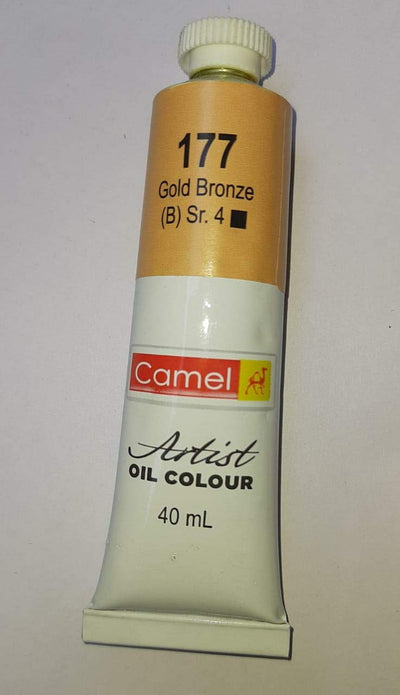 177
Gold Bronze
(B) Sr. 4
Camel
Artist
OIL COLOUR
40 mL